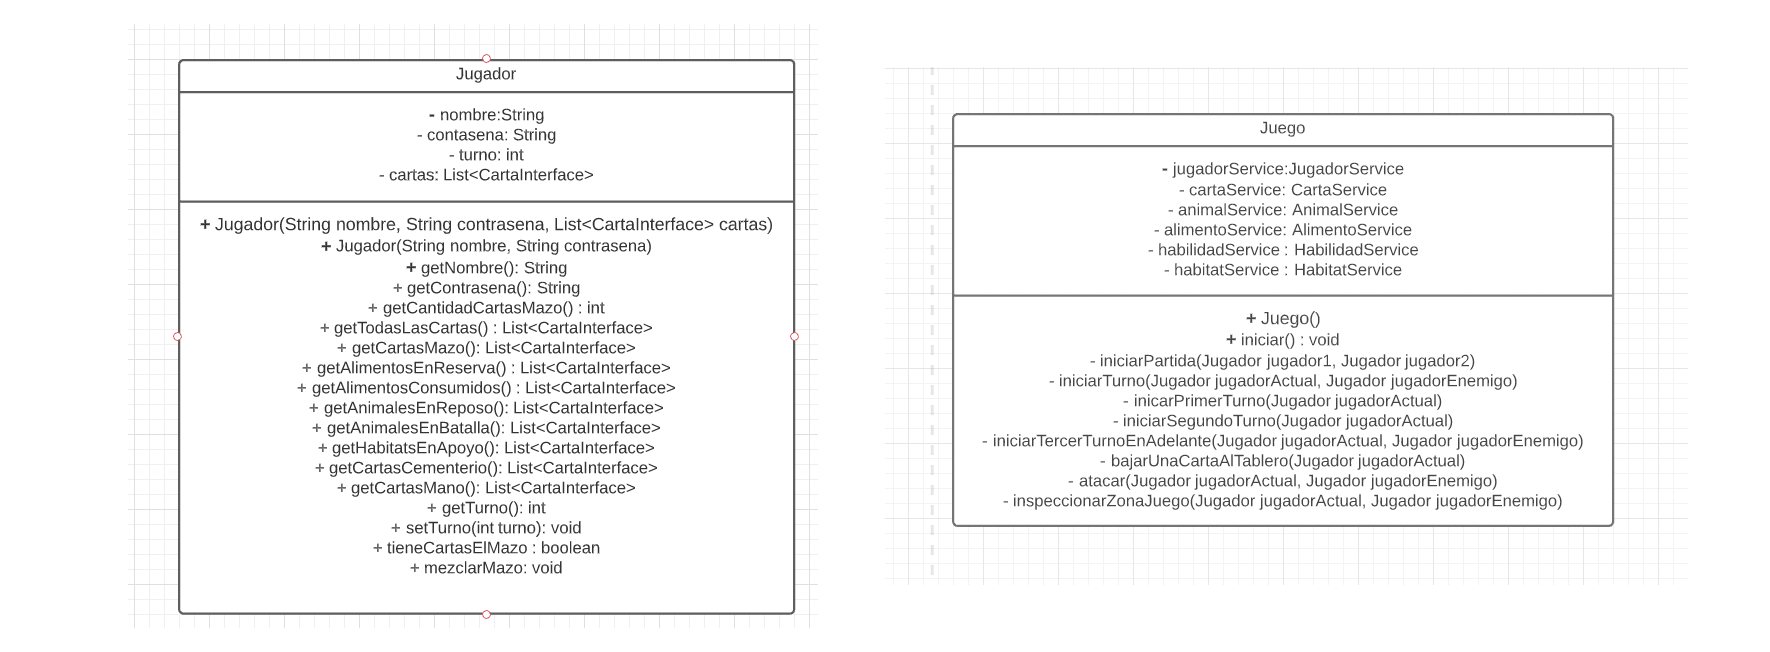 Jugador
- nombre:String
- contasena: String
- turno: int
- cartas: List<CartaInterface>
+ Jugador(String nombre, String contrasena, List<CartaInterface> cartas)
+ Jugador(String nombre, String contrasena)
+ getNombre(): String
+ getContrasena(): String
+ getCantidadCartasMazo() : int
+ getTodasLasCartas() : List<CartaInterface>
+ getCartasMazo(): List<CartaInterface>
+ getAlimentosEnReserva() : List<CartaInterface>
+ getAlimentosConsumidos() : List<CartaInterface>
+ getAnimalesEnReposo(): List<CartaInterface>
+ getAnimalesEnBatalla(): List<CartaInterface>
+ getHabitatsEnApoyo(): List<CartaInterface>
+ getCartasCementerio(): List<CartaInterface>
+ getCartasMano(): List<CartaInterface>
+ getTurno(): int
+ setTurno(int turno): void
+ tieneCartasElMazo : boolean
+ mezclarMazo: void
Juego
- jugadorService:JugadorService
- cartaService: CartaService
- animalService: AnimalService
- alimentoService: AlimentoService
- habilidadService : HabilidadService
- habitatService : HabitatService
+ Juego()
+ iniciar() : void
- iniciarPartida(Jugador jugador1, Jugador jugador2)
- iniciarTurno(Jugador jugadorActual, Jugador jugadorEnemigo)
- inicarPrimerTurno(Jugador jugadorActual)
- iniciarSegundoTurno(Jugador jugadorActual)
- iniciarTercerTurnoEnAdelante(Jugador jugadorActual, Jugador jugadorEnemigo)
- bajarUnaCartaAlTablero(Jugador jugadorActual)
- atacar(Jugador jugadorActual, Jugador jugadorEnemigo)
- inspeccionarZonaJuego(Jugador jugadorActual, Jugador jugadorEnemigo)